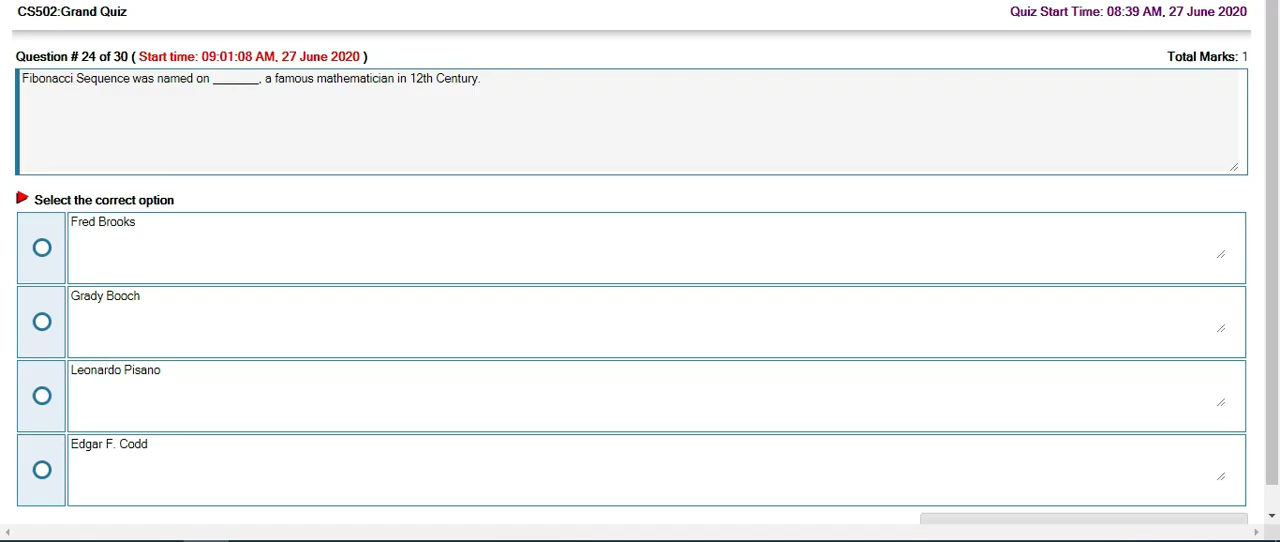 CS502:Grand Quiz
Quiz Start Time: 08:39 AM, 27 June 2020
Question # 24 of 30 ( Start time: 09:01:08 AM, 27 June 2020 )
Total Marks: 1
Fibonacci Sequence was named on _______, a famous mathematician in 12th Century.
Select the correct option
Fred Brooks
Grady Booch
Leonardo Pisano
Edgar F. Codd